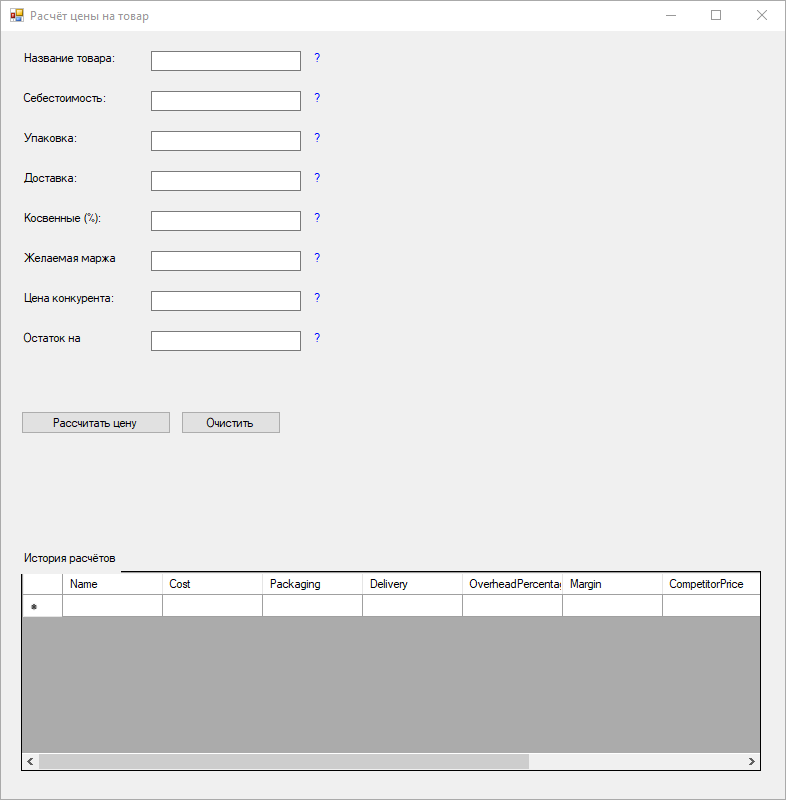 Расчёт цены на товар
Название товара: ?
Себестоимость: ?
Упаковка: ?
Доставка: ?
Косвенные (%): ?
Желаемая маржа ?
Цена конкурента: ?
Остаток на ?
Рассчитать цену Очистить
История расчётов
Name Cost Packaging Delivery OverheadPercentag Margin CompetitorPrice